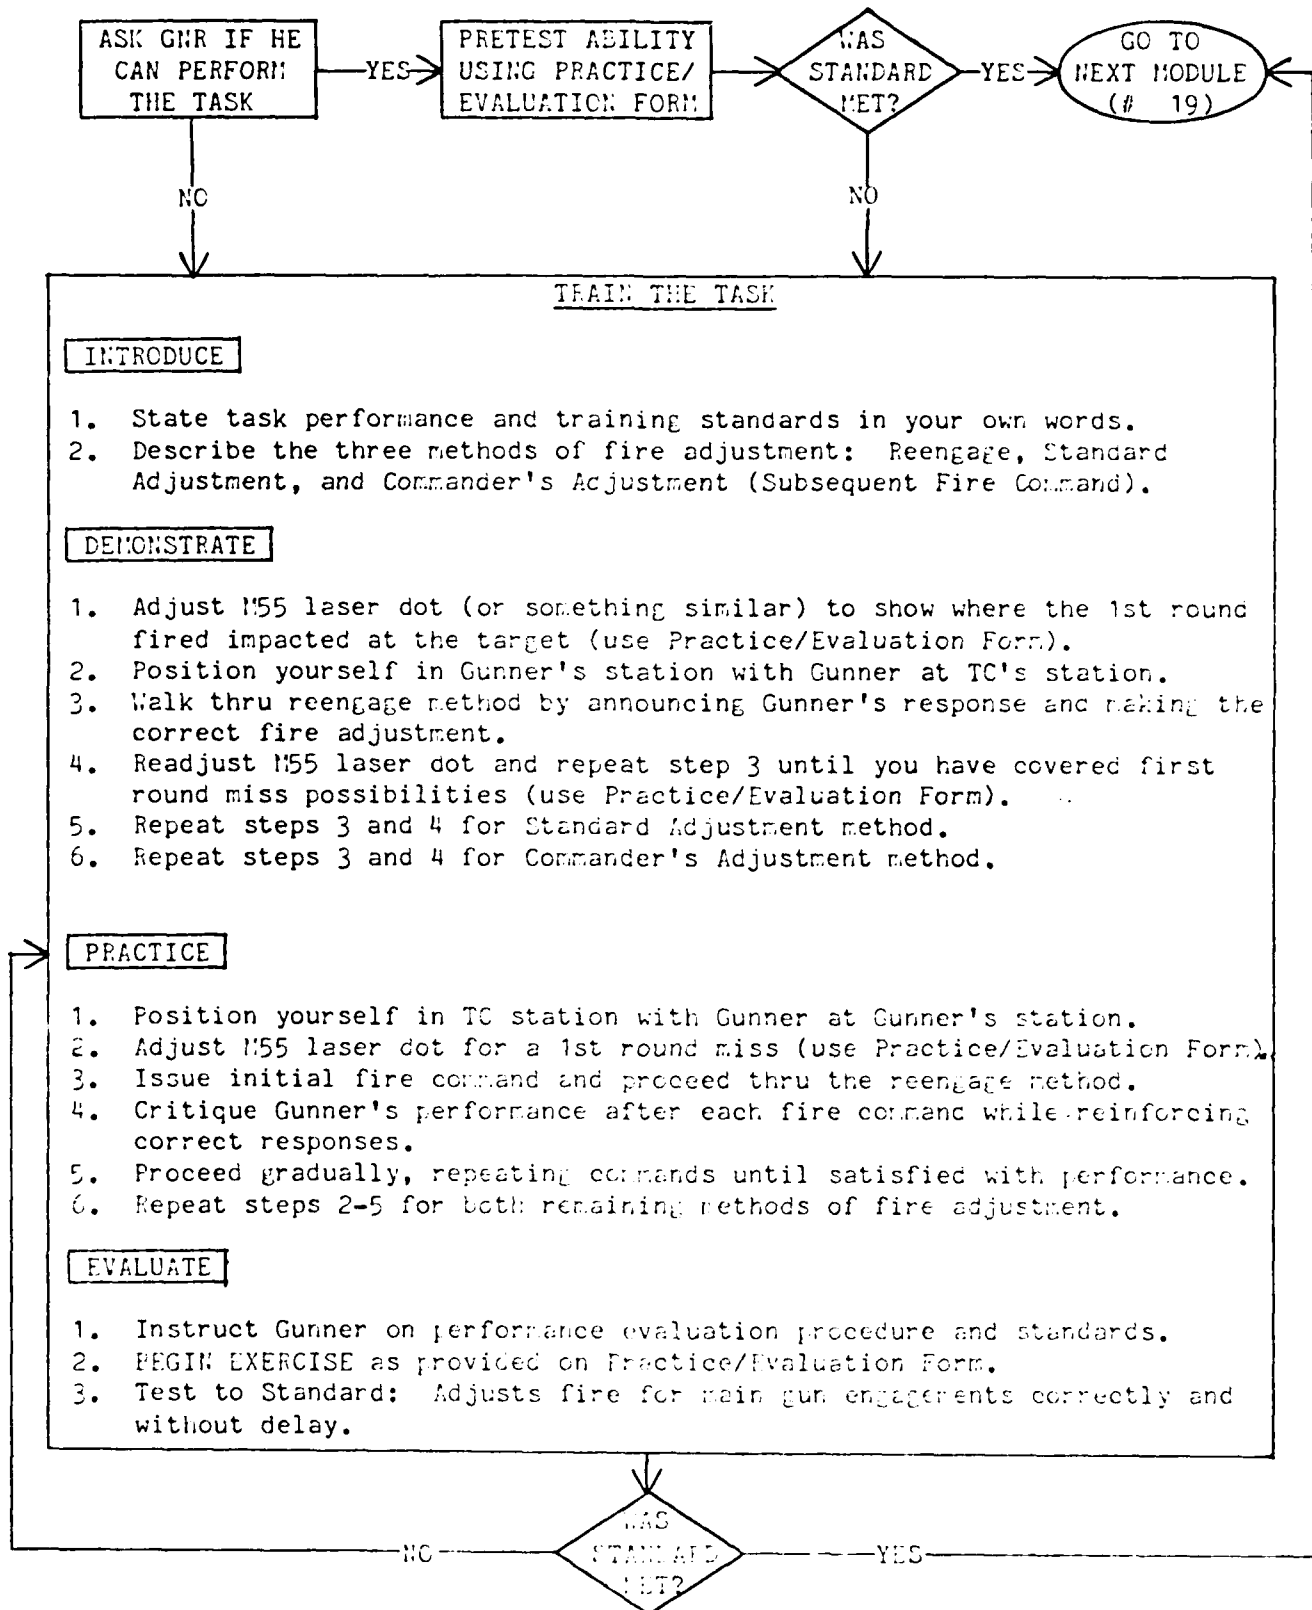 ASK GNR IF HE
CAN PERFORM
THE TASK
YES
PRETEST ABILITY
USING PRACTICE/
EVALUATION FORM
WAS
STANDARD
MET?
YES
GO TO
NEXT MODULE
(# 19)
NO
NO
TRAIN THE TASK
INTRODUCE
1. State task performance and training standards in your own words.
2. Describe the three methods of fire adjustment: Reengage, Standard
Adjustment, and Commander's Adjustment (Subsequent Fire Command).
DEMONSTRATE
1. Adjust M55 laser dot (or something similar) to show where the 1st round
fired impacted at the target (use Practice/Evaluation Form).
2. Position yourself in Gunner's station with Gunner at TC's station.
3. Walk thru reengage method by announcing Gunner's response and making the
correct fire adjustment.
4. Readjust M55 laser dot and repeat step 3 until you have covered first
round miss possibilities (use Practice/Evaluation Form).
5. Repeat steps 3 and 4 for Standard Adjustment method.
6. Repeat steps 3 and 4 for Commander's Adjustment method.
PRACTICE
1. Position yourself in TC station with Gunner at Gunner's station.
2. Adjust M55 laser dot for a 1st round miss (use Practice/Evaluation Form).
3. Issue initial fire command and proceed thru the reengage method.
4. Critique Gunner's performance after each fire command while reinforcing
correct responses.
5. Proceed gradually, repeating commands until satisfied with performance.
6. Repeat steps 2-5 for both remaining methods of fire adjustment.
EVALUATE
1. Instruct Gunner on performance evaluation procedure and standards.
2. BEGIN EXERCISE as provided on Practice/Evaluation Form.
3. Test to Standard: Adjusts fire for main gun engagements correctly and
without delay.
NO
WAS
STANDARD
MET?
YES